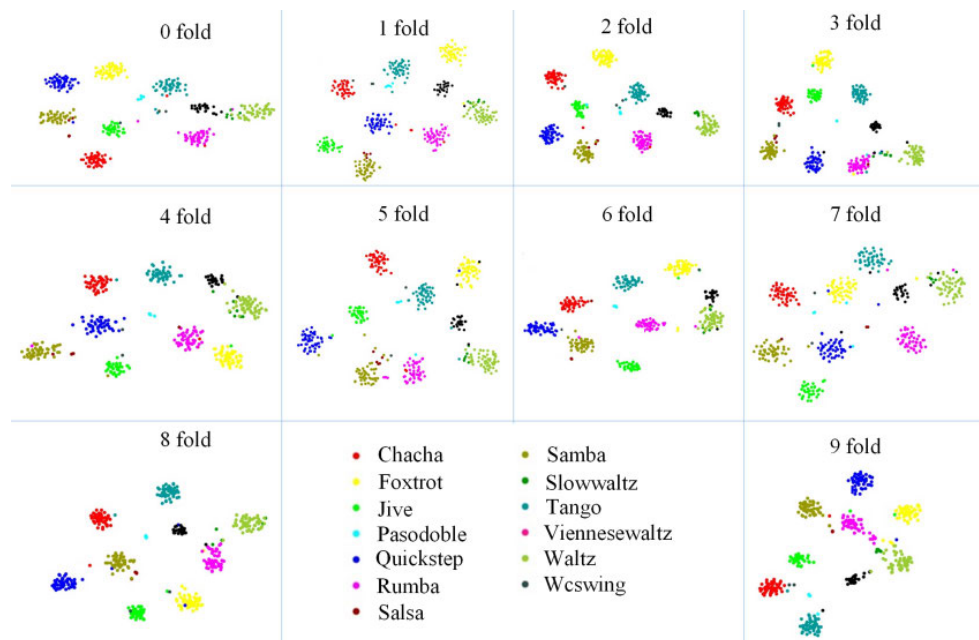 0 fold
1 fold
2 fold
3 fold
4 fold
5 fold
6 fold
7 fold
8 fold
9 fold
Chacha
Foxtrot
Jive
Pasodoble
Quickstep
Rumba
Salsa
Samba
Slowwaltz
Tango
Viennesewaltz
Waltz
Wcswing